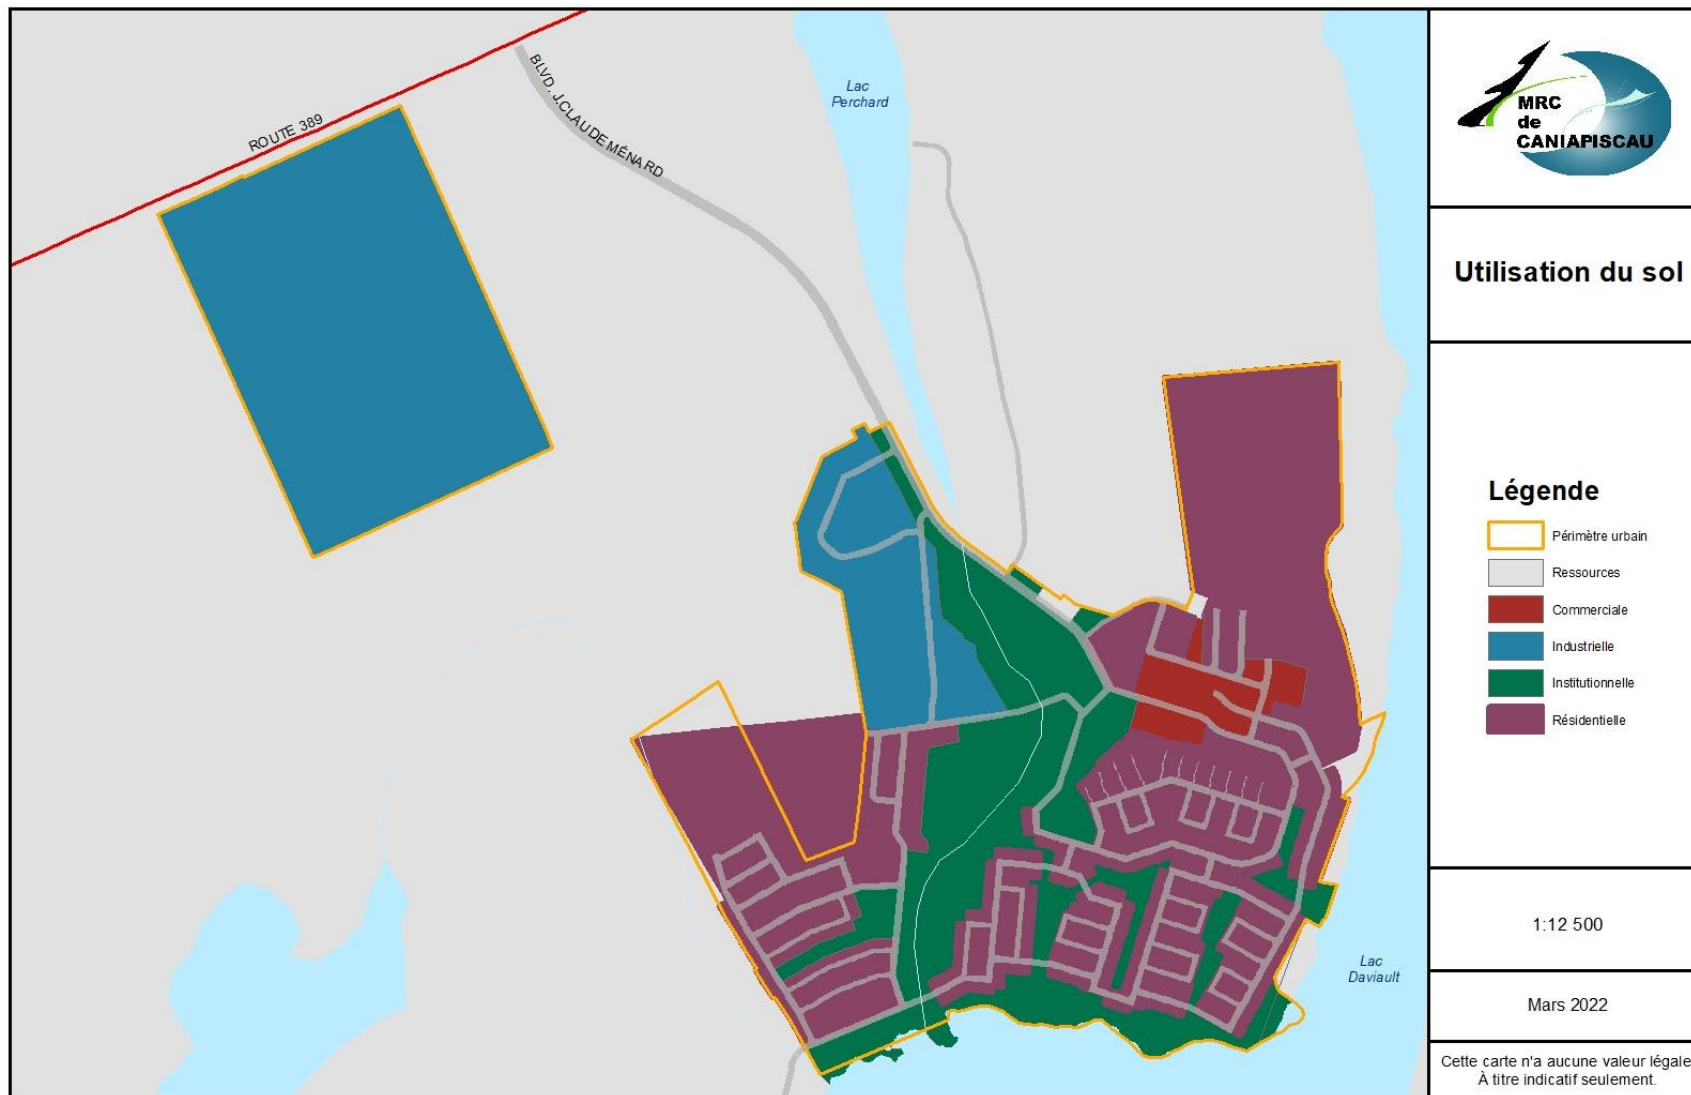 ROUTE 389
BLVD. J.CLAUDE MÉNARD
Lac
Perchard
Lac
Daviault
MRC
de
CANIAPISCAU
Utilisation du sol
Légende
Périmètre urbain
Ressources
Commerciale
Industrielle
Institutionnelle
Résidentielle
1:12 500
Mars 2022
Cette carte n'a aucune valeur légale
À titre indicatif seulement.